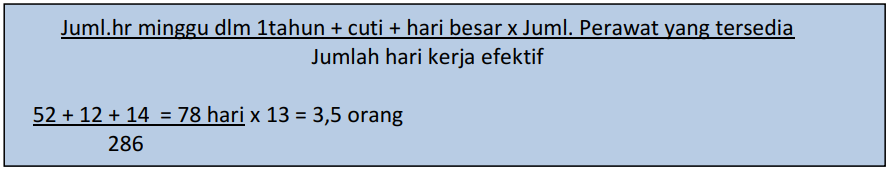 Juml.hr minggu dlm 1tahun + cuti + hari besar x Juml. Perawat yang tersedia
Jumlah hari kerja efektif
52 + 12 + 14  = 78 hari x 13 = 3,5 orang
286